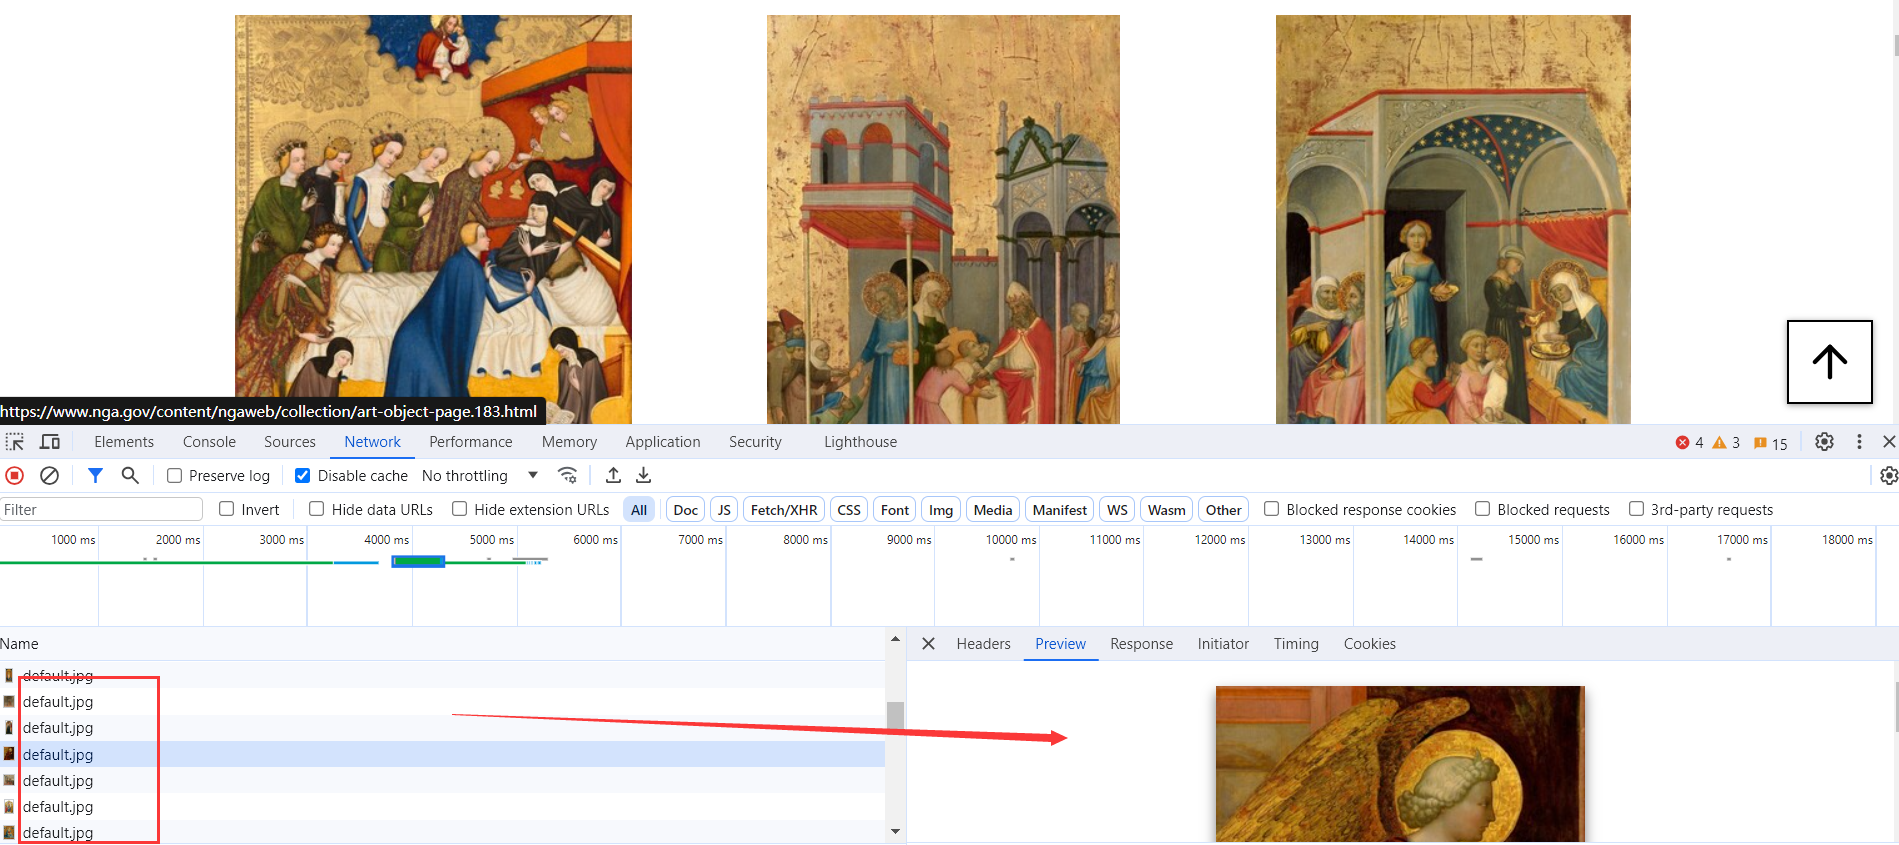 https://www.nga.gov/content/ngaweb/collection/art-object-page.183.html
Elements Console Sources Network Performance Memory Application Security Lighthouse 4 3 15
Preserve log Disable cache No throttling
Filter Invert Hide data URLs Hide extension URLs All Doc JS Fetch/XHR CSS Font Img Media Manifest WS Wasm Other Blocked response cookies Blocked requests 3rd-party requests
1000 ms 2000 ms 3000 ms 4000 ms 5000 ms 6000 ms 7000 ms 8000 ms 9000 ms 10000 ms 11000 ms 12000 ms 13000 ms 14000 ms 15000 ms 16000 ms 17000 ms 18000 ms
Name Headers Preview Response Initiator Timing Cookies
default.jpg
default.jpg
default.jpg
default.jpg
default.jpg
default.jpg
default.jpg